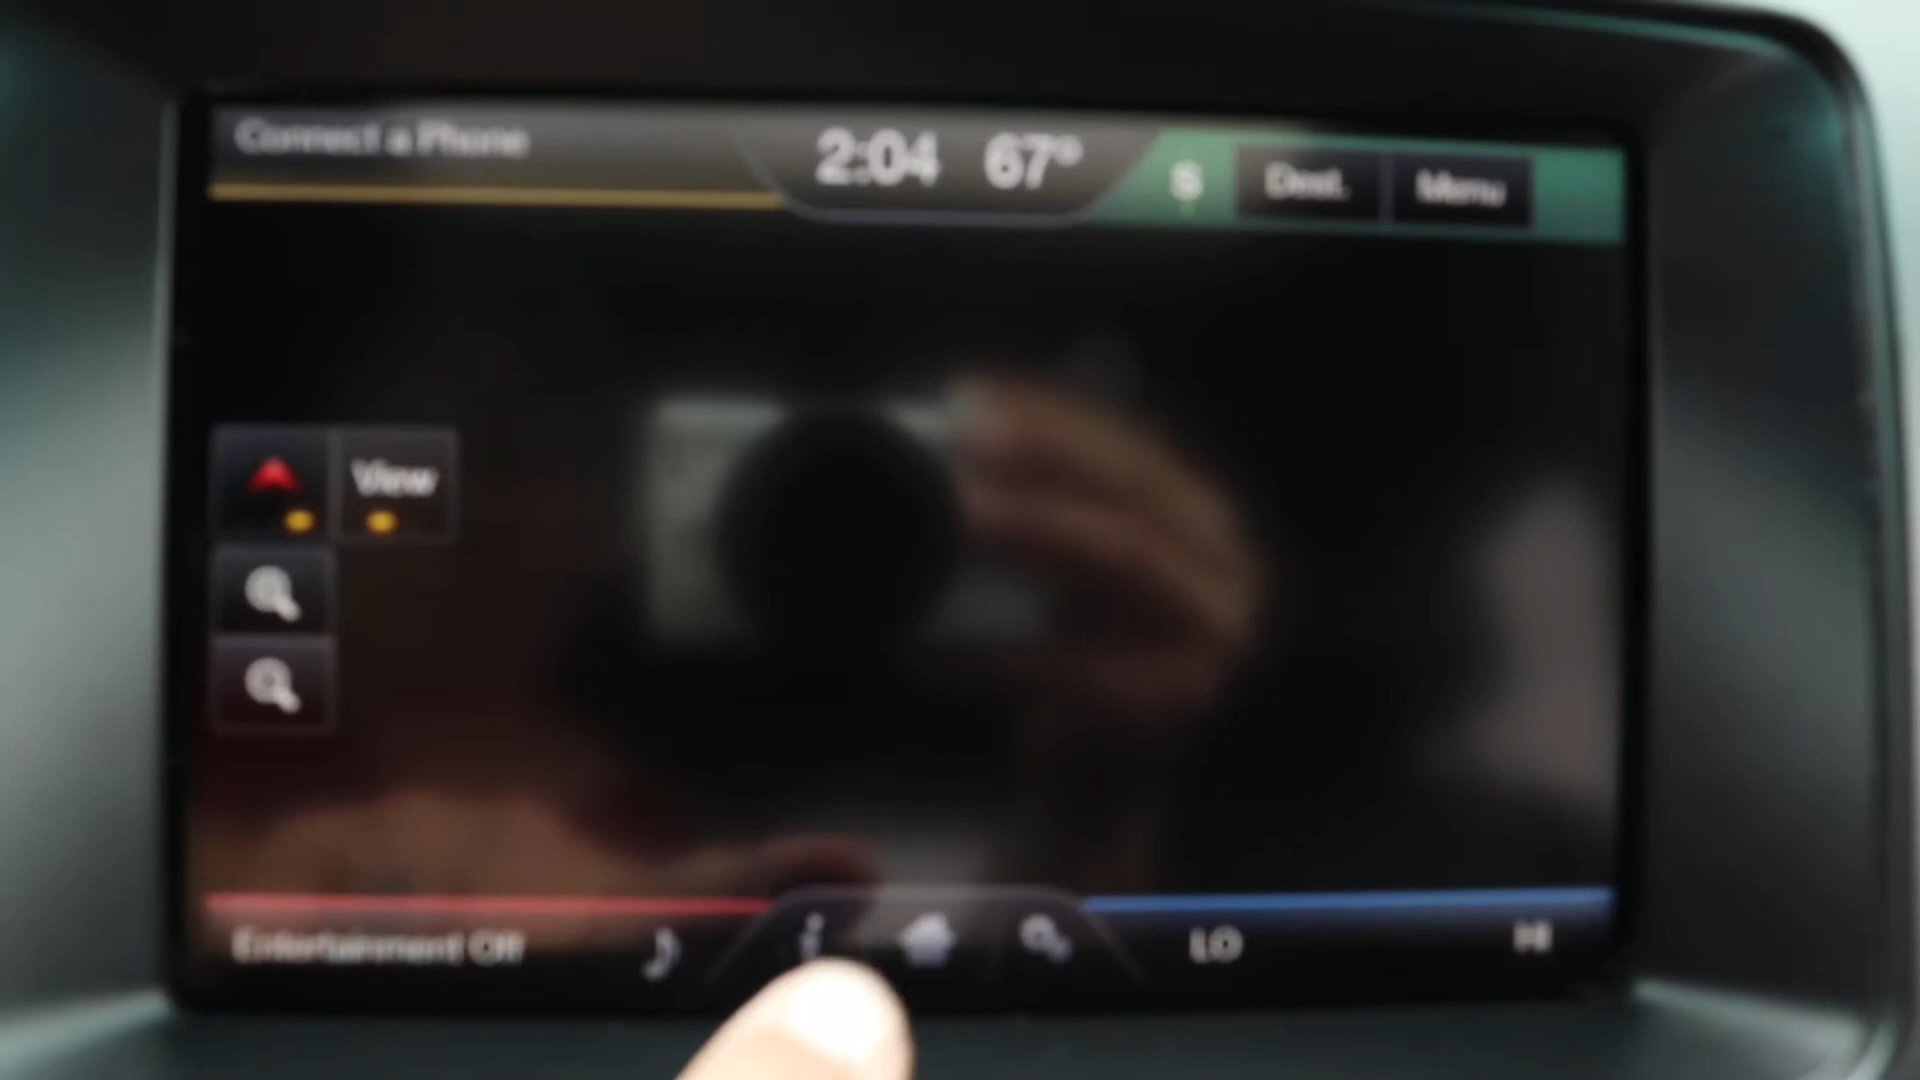 Connect a Phone
2:04 67°
S
Dest.
Menu
View
Entertainment Off
i
LO
HI